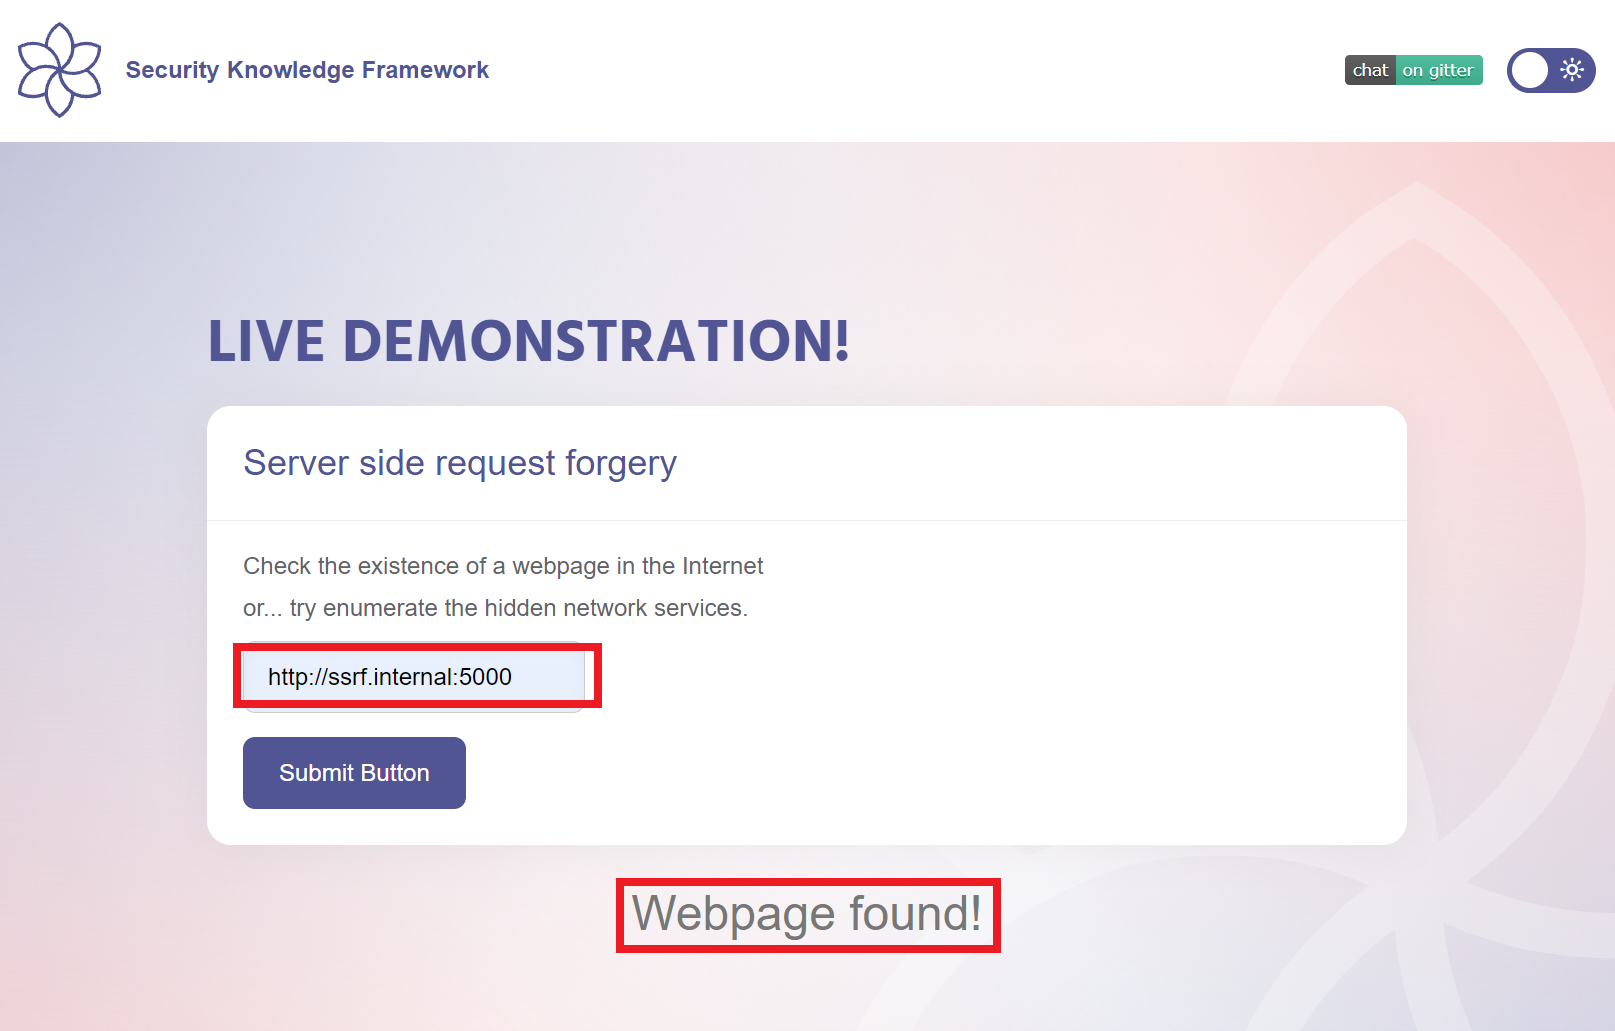 Security Knowledge Framework
chat on gitter
LIVE DEMONSTRATION!
Server side request forgery
Check the existence of a webpage in the Internet
or... try enumerate the hidden network services.
http://ssrf.internal:5000
Submit Button
Webpage found!